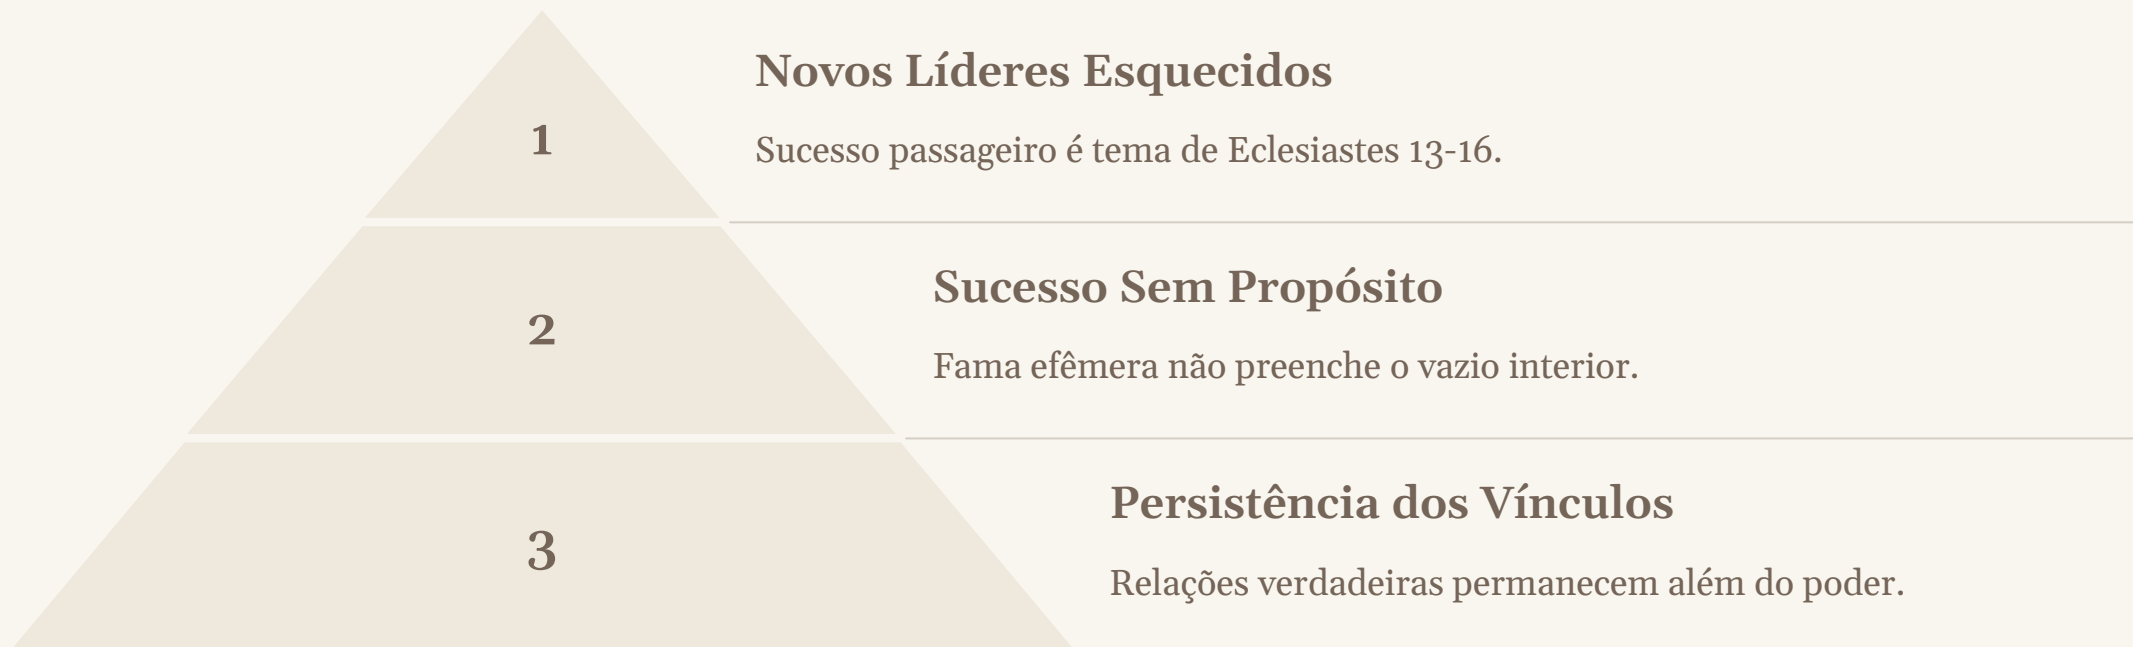 1
Novos Líderes Esquecidos
Sucesso passageiro é tema de Eclesiastes 13-16.
2
Sucesso Sem Propósito
Fama efêmera não preenche o vazio interior.
3
Persistência dos Vínculos
Relações verdadeiras permanecem além do poder.